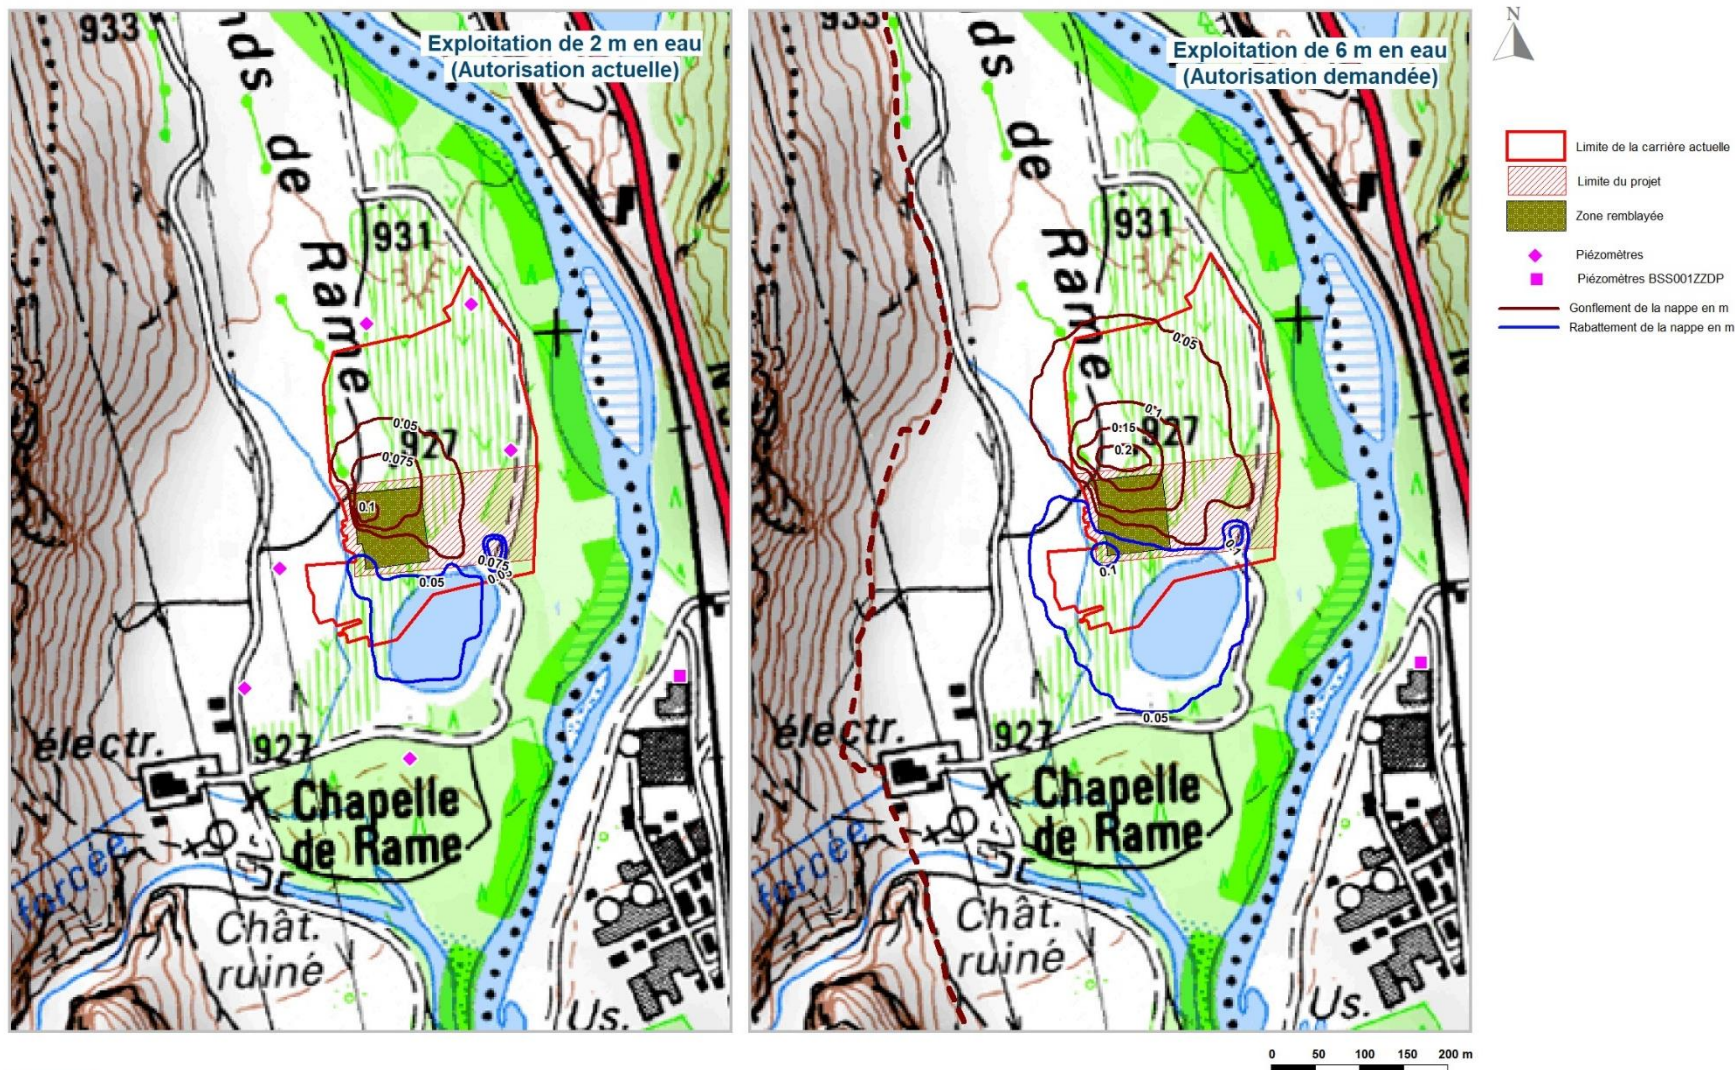 933
nds
de
Rame
Exploitation de 2 m en eau
(Autorisation actuelle)
931
0.05
927
0.075
0.1
0.075
0.05
0.05
électr.
927
Chapelle
de Rame
forcée
Chât.
ruiné
Us.
933
nds
de
Rame
Exploitation de 6 m en eau
(Autorisation demandée)
931
0.05
0.1
0.15
927
0.2
0.1
0.1
0.05
électr.
927
Chapelle
de Rame
forcée
Chât.
ruiné
Us.
N
Limite de la carrière actuelle
Limite du projet
Zone remblayée
Piézomètres
Piézomètres BSS001ZZDP
Gonflement de la nappe en m
Rabattement de la nappe en m
0 50 100 150 200 m